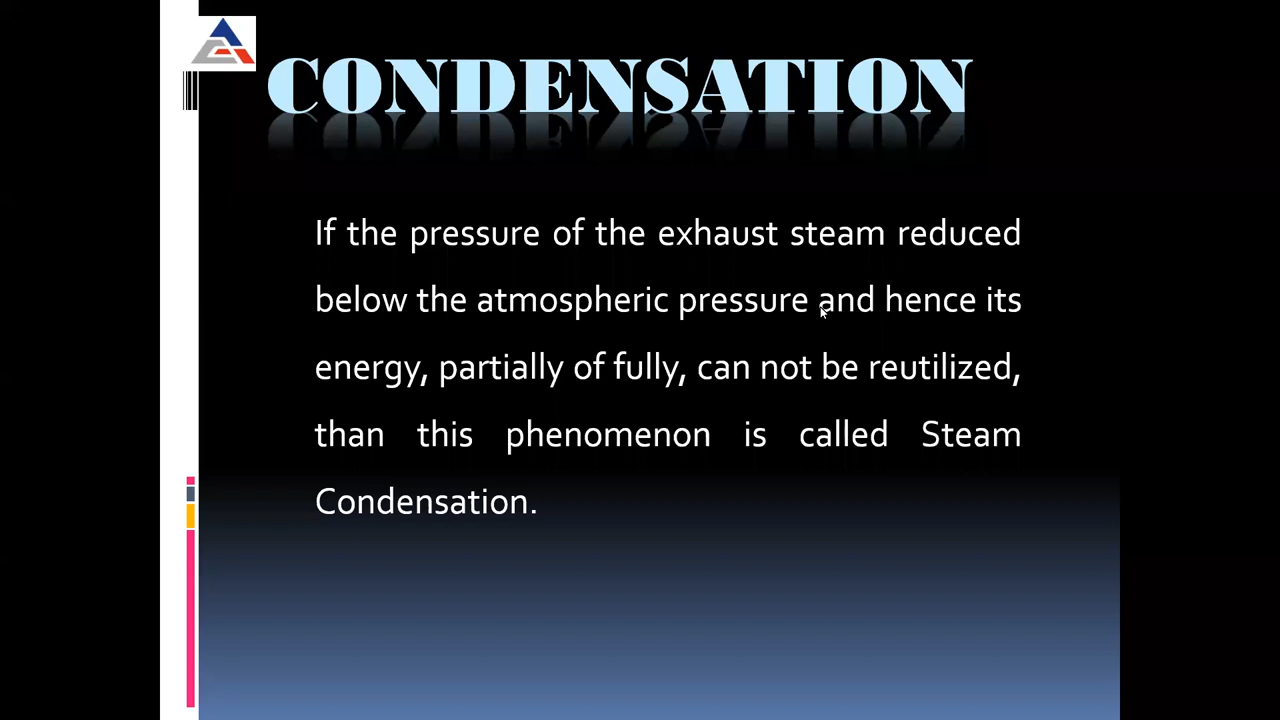 CONDENSATION
If the pressure of the exhaust steam reduced
below the atmospheric pressure and hence its
energy, partially of fully, can not be reutilized,
than this phenomenon is called Steam
Condensation.